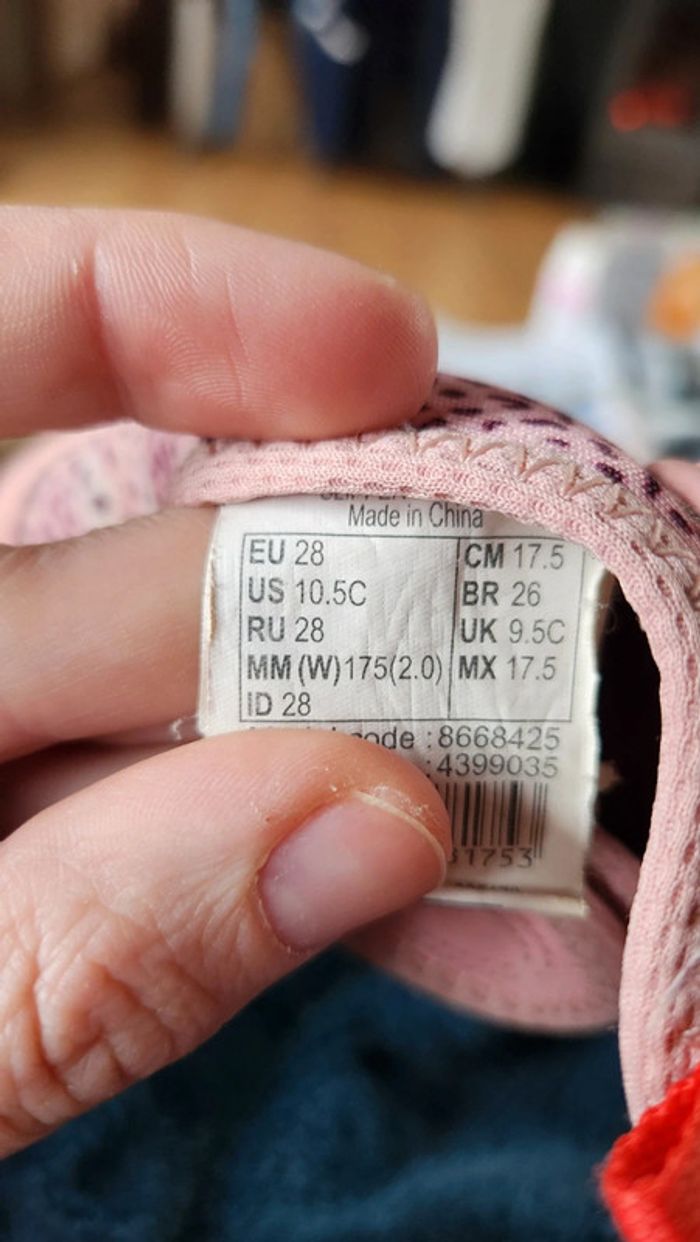 Made in China
EU 28 CM 17.5
US 10.5C BR 26
RU 28 UK 9.5C
MM (W)175(2.0) MX 17.5
ID 28
code :8668425
:4399035
31753